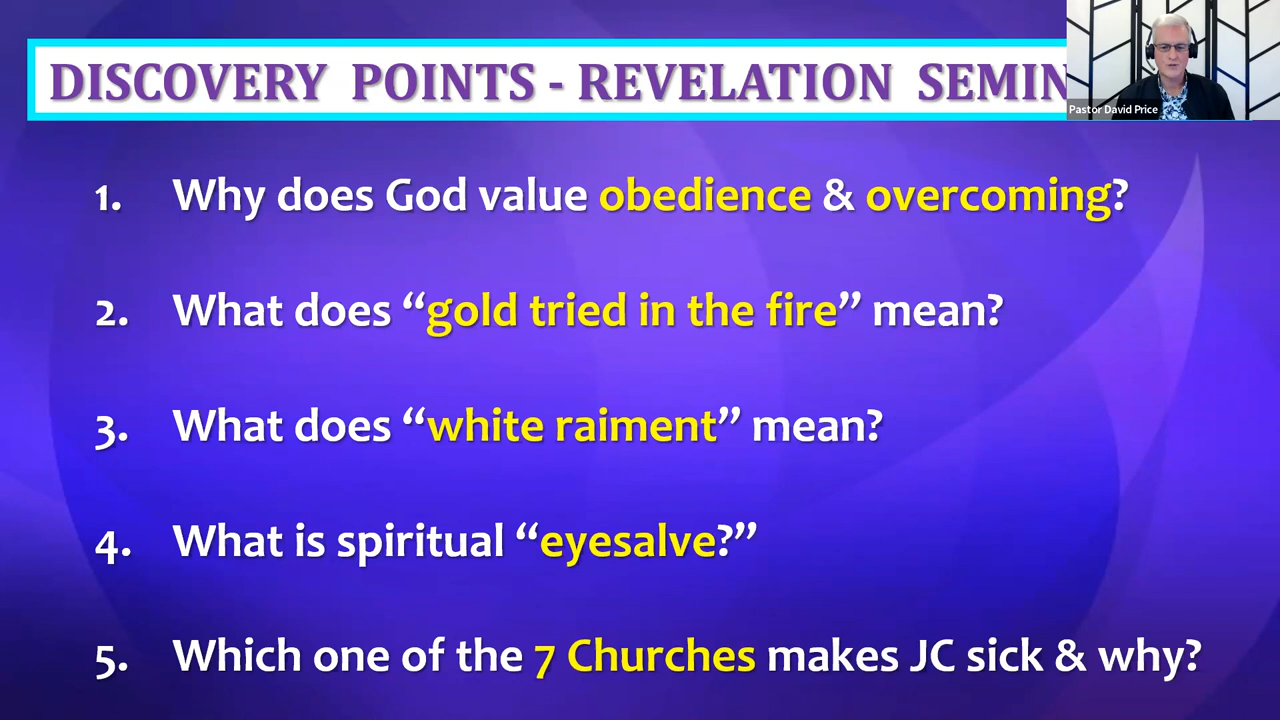 DISCOVERY POINTS - REVELATION SEMIN
Pastor David Price
1. Why does God value obedience & overcoming?
2. What does “gold tried in the fire” mean?
3. What does “white raiment” mean?
4. What is spiritual “eyesalve?”
5. Which one of the 7 Churches makes JC sick & why?